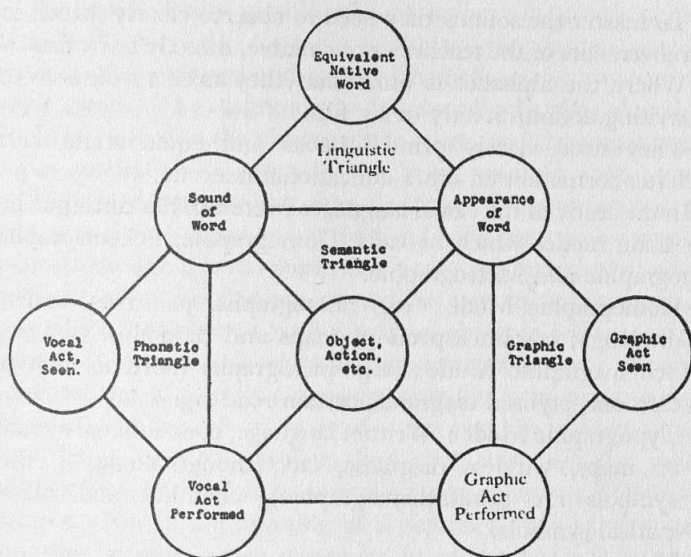 Equivalent
Native
Word
Linguistic
Triangle
Sound
of
Word
Appearance
of
Word
Semantic
Triangle
Vocal
Act,
Seen.
Phonetic
Triangle
Object,
Action,
etc.
Graphic
Triangle
Graphic
Act
Seen
Vocal
Act
Performed
Graphic
Act
Performed